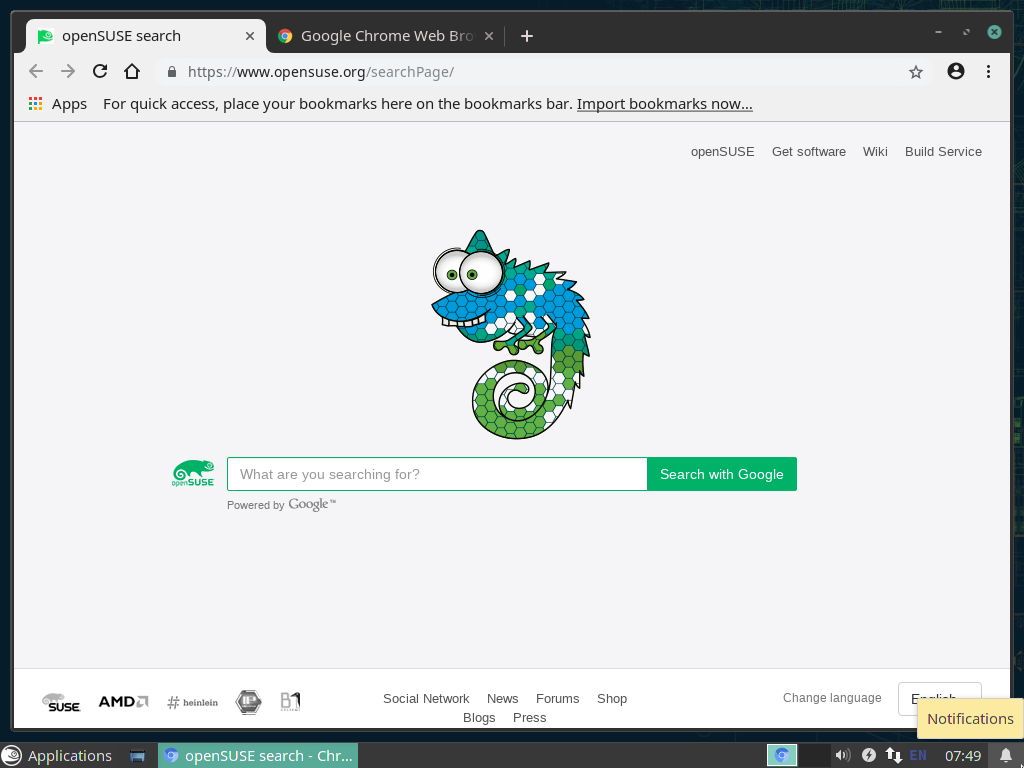 openSUSE search
Google Chrome Web Bro
https://www.opensuse.org/searchPage/
Apps For quick access, place your bookmarks here on the bookmarks bar. Import bookmarks now...
openSUSE Get software Wiki Build Service
openSUSE What are you searching for? Search with Google
Powered by Google™
SUSE AMD # heinlein B1 Social Network News Forums Shop Change language English
Blogs Press
Notifications
Applications openSUSE search - Chr... EN 07:49